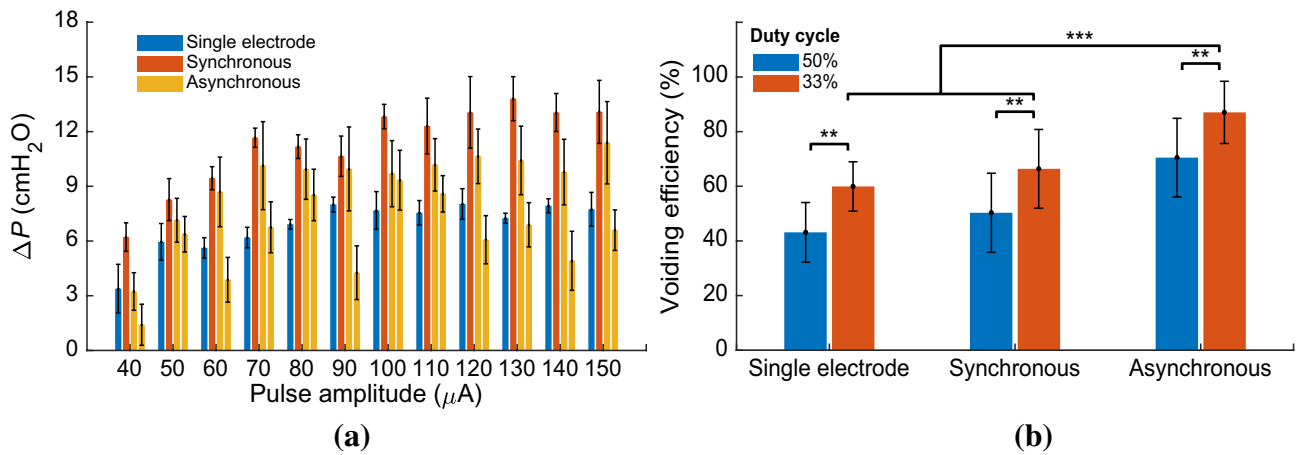 18
15
12
9
6
3
0
ΔP (cmH2O)
Single electrode
Synchronous
Asynchronous
40 50 60 70 80 90 100 110 120 130 140 150
Pulse amplitude (μA)
(a)
Duty cycle
50%
33%
***
**
**
**
100
80
60
40
20
0
Voiding efficiency (%)
Single electrode Synchronous Asynchronous
(b)